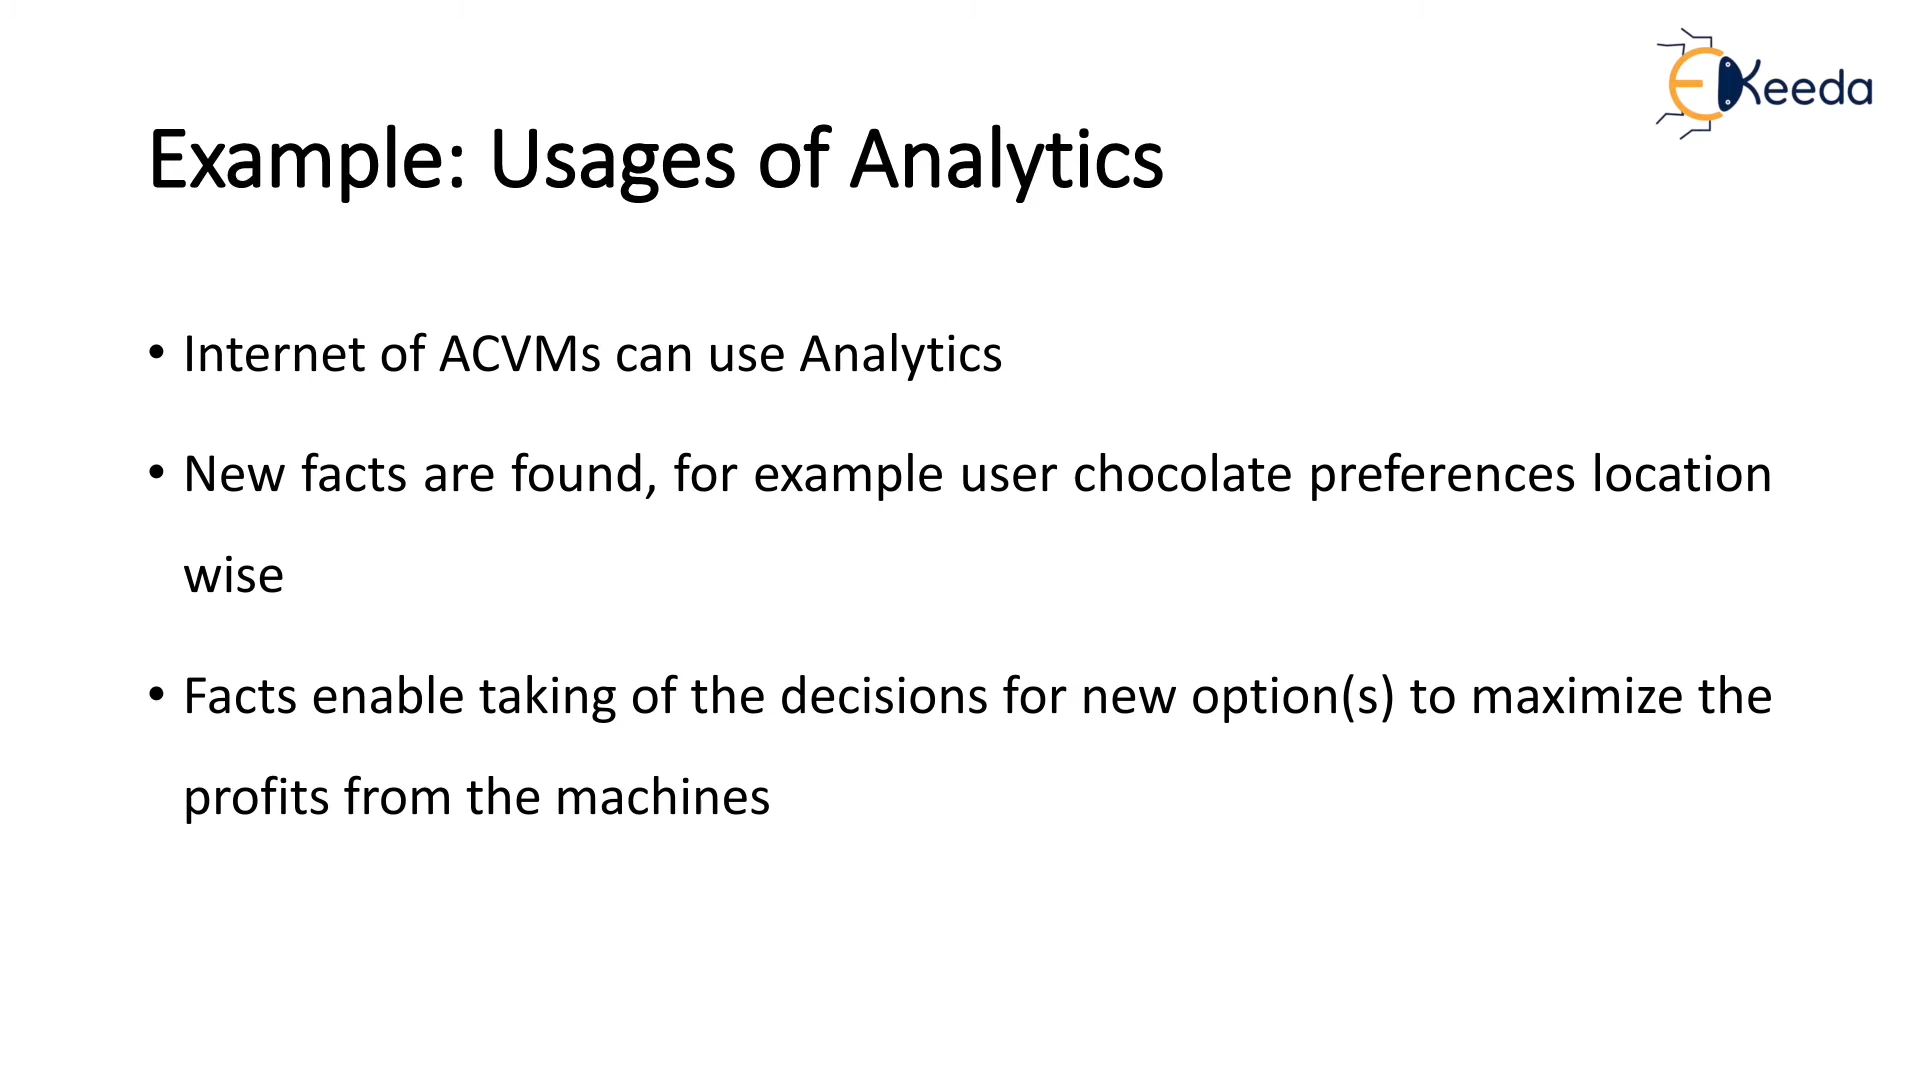 EKeeda
Example: Usages of Analytics
• Internet of ACVMs can use Analytics
• New facts are found, for example user chocolate preferences location
wise
• Facts enable taking of the decisions for new option(s) to maximize the
profits from the machines